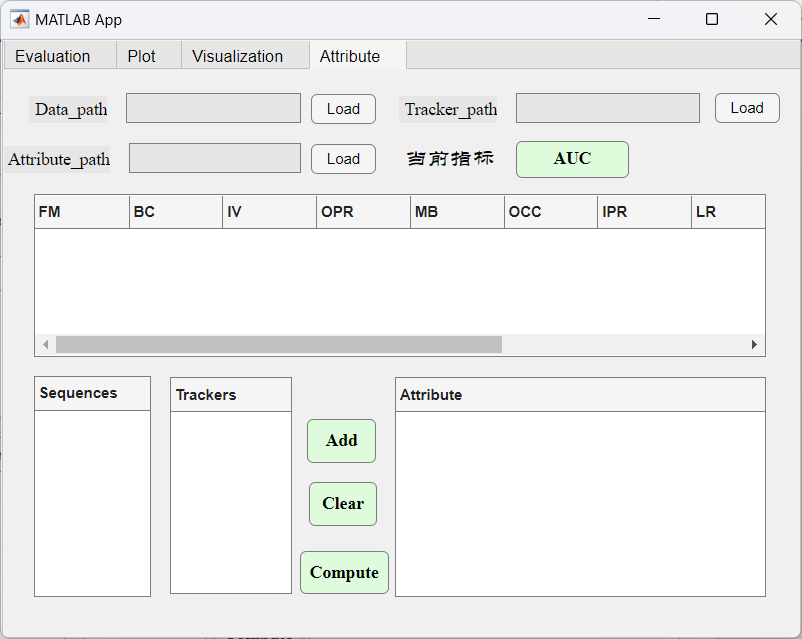 MATLAB App
Evaluation Plot Visualization Attribute
Data_path Load Tracker_path Load
Attribute_path Load 当前指标 AUC
FM BC IV OPR MB OCC IPR LR
Sequences Trackers Attribute
Add
Clear
Compute